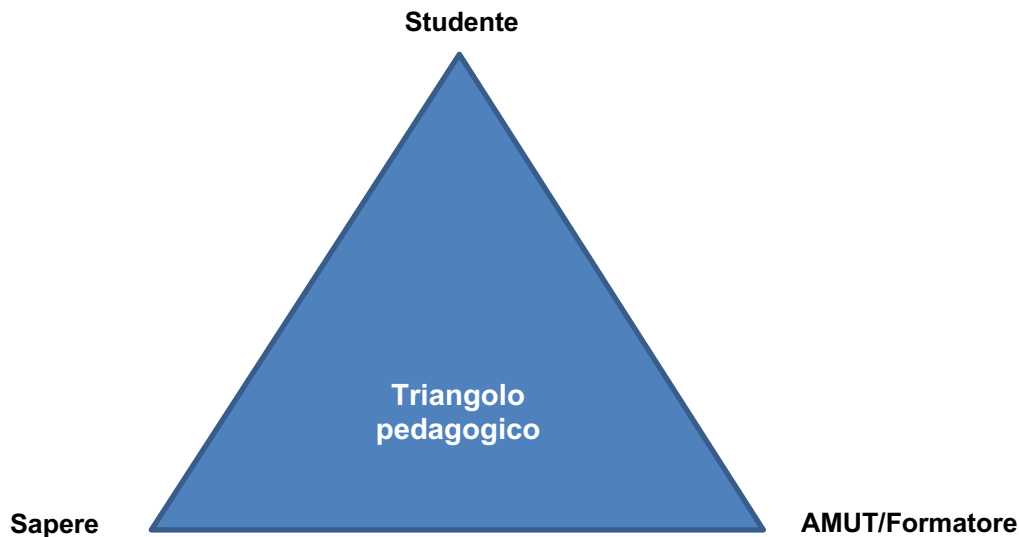 Studente
Triangolo
pedagogico
Sapere
AMUT/Formatore